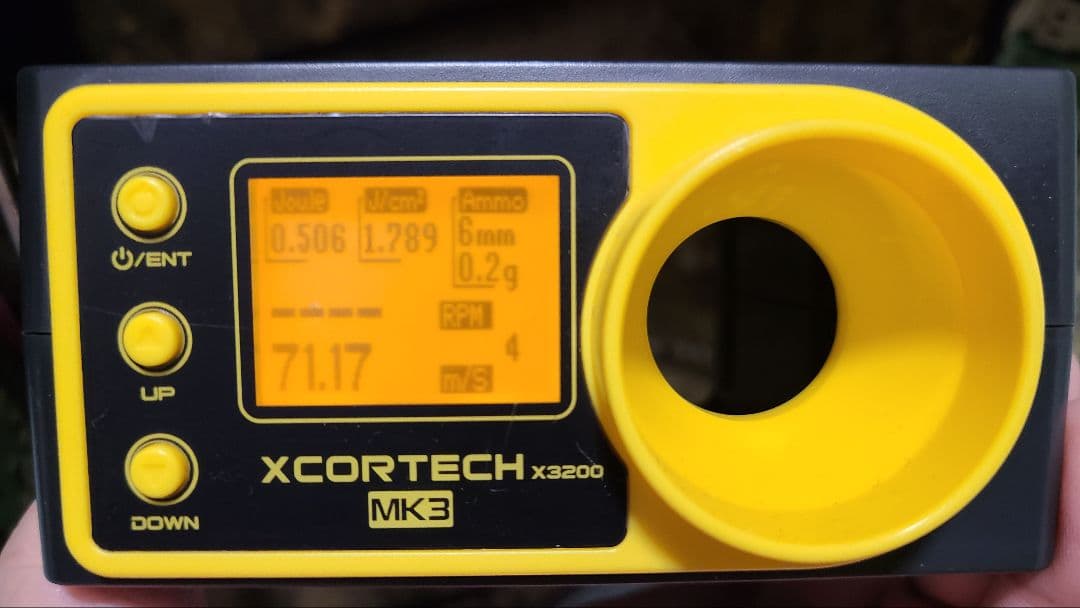 ⏻/ENT
UP
DOWN
Joule J/cm² Ammo
0.506 1.789 6mm
0.2g
---- RPM
71.17 4
m/S
XCORTECH X3200
MK3